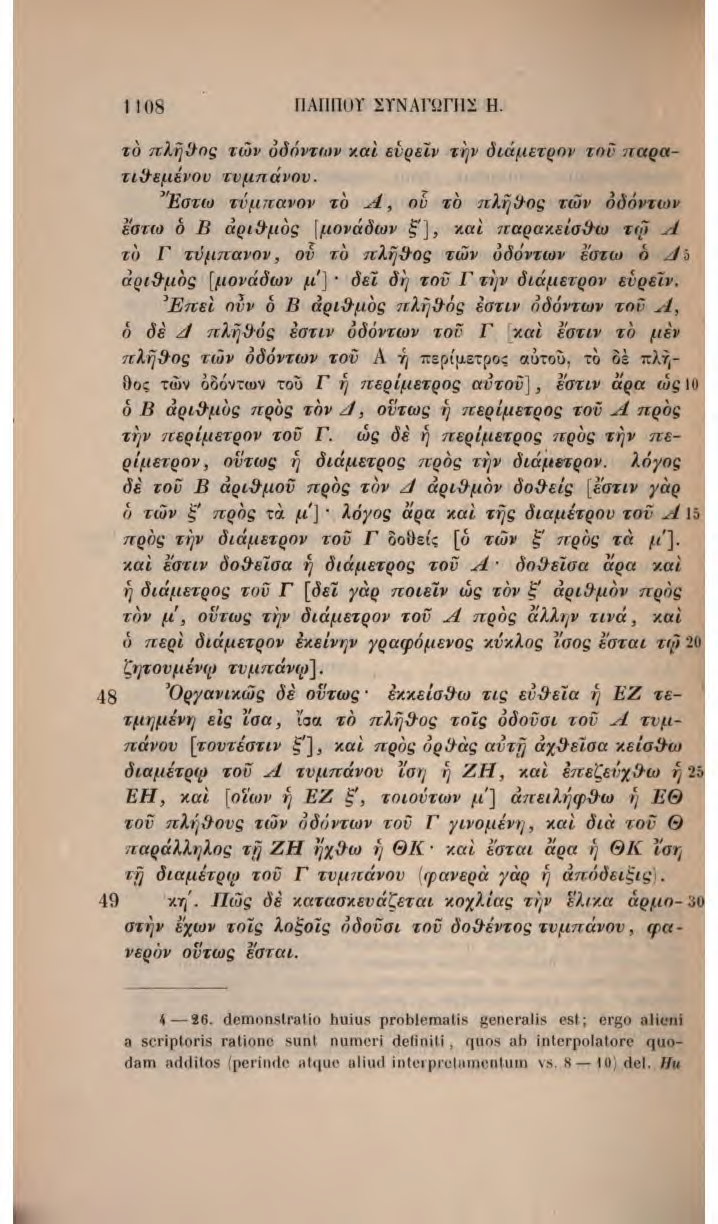 1108 ΠΑΠΠΟΥ ΣΥΝΑΓΩΓΗΣ Η.
τὸ πλῆθος τῶν ὀδόντων καὶ εὑρεῖν τὴν διάμετρον τοῦ παρα-
τιθεμένου τυμπάνου.
Ἔστω τύμπανον τὸ Α, οὗ τὸ πλῆθος τῶν ὀδόντων
ἔστω ὁ Β ἀριθμὸς [μονάδων ξʹ], καὶ παρακείσθω τῷ Α
τὸ Γ τύμπανον, οὗ τὸ πλῆθος τῶν ὀδόντων ἔστω ὁ Δ 5
ἀριθμὸς [μονάδων μʹ]· δεῖ δὴ τοῦ Γ τὴν διάμετρον εὑρεῖν.
Ἐπεὶ οὖν ὁ Β ἀριθμὸς πλῆθός ἐστιν ὀδόντων τοῦ Α,
ὁ δὲ Δ πλῆθός ἐστιν ὀδόντων τοῦ Γ [καὶ ἔστιν τὸ μὲν
πλῆθος τῶν ὀδόντων τοῦ Α ἡ περίμετρος αὐτοῦ, τὸ δὲ πλῆ-
θος τῶν ὀδόντων τοῦ Γ ἡ περίμετρος αὐτοῦ], ἔστιν ἄρα ὡς 10
ὁ Β ἀριθμὸς πρὸς τὸν Δ, οὕτως ἡ περίμετρος τοῦ Α πρὸς
τὴν περίμετρον τοῦ Γ. ὡς δὲ ἡ περίμετρος πρὸς τὴν πε-
ρίμετρον, οὕτως ἡ διάμετρος πρὸς τὴν διάμετρον. λόγος
δὲ τοῦ Β ἀριθμοῦ πρὸς τὸν Δ ἀριθμὸν δοθείς [ἔστιν γὰρ
ὁ τῶν ξʹ πρὸς τὰ μʹ]· λόγος ἄρα καὶ τῆς διαμέτρου τοῦ Α 15
πρὸς τὴν διάμετρον τοῦ Γ δοθείς [ὁ τῶν ξʹ πρὸς τὰ μʹ].
καὶ ἔστιν δοθεῖσα ἡ διάμετρος τοῦ Α· δοθεῖσα ἄρα καὶ
ἡ διάμετρος τοῦ Γ [δεῖ γὰρ ποιεῖν ὡς τὸν ξʹ ἀριθμὸν πρὸς
τὸν μʹ, οὕτως τὴν διάμετρον τοῦ Α πρὸς ἄλλην τινά, καὶ
ὁ περὶ διάμετρον ἐκείνην γραφόμενος κύκλος ἴσος ἔσται τῷ 20
ζητουμένῳ τυμπάνῳ].
48 Ὀργανικῶς δὲ οὕτως· ἐκκείσθω τις εὐθεῖα ἡ ΕΖ τε-
τμημένη εἰς ἴσα, ἴσα τὸ πλῆθος τοῖς ὀδοῦσι τοῦ Α τυμ-
πάνου [τουτέστιν ξʹ], καὶ πρὸς ὀρθὰς αὐτῇ ἀχθεῖσα κείσθω
διαμέτρῳ τοῦ Α τυμπάνου ἴση ἡ ΖΗ, καὶ ἐπεζεύχθω ἡ 25
ΕΗ, καὶ [οἵων ἡ ΕΖ ξʹ, τοιούτων μʹ] ἀπειλήφθω ἡ ΕΘ
τοῦ πλήθους τῶν ὀδόντων τοῦ Γ γινομένη, καὶ διὰ τοῦ Θ
παράλληλος τῇ ΖΗ ἤχθω ἡ ΘΚ· καὶ ἔσται ἄρα ἡ ΘΚ ἴση
τῇ διαμέτρῳ τοῦ Γ τυμπάνου (φανερὰ γὰρ ἡ ἀπόδειξις).
49 κηʹ. Πῶς δὲ κατασκευάζεται κοχλίας τὴν ἕλικα ἁρμο- 30
στὴν ἔχων τοῖς λοξοῖς ὀδοῦσι τοῦ δοθέντος τυμπάνου, φα-
νερὸν οὕτως ἔσται.
4 — 26. demonstratio huius problematis generalis est; ergo alieni
a scriptoris ratione sunt numeri definiti, quos ab interpolatore quo-
dam additos (perinde atque aliud interpretamentum vs. 8 — 10) del. Hu